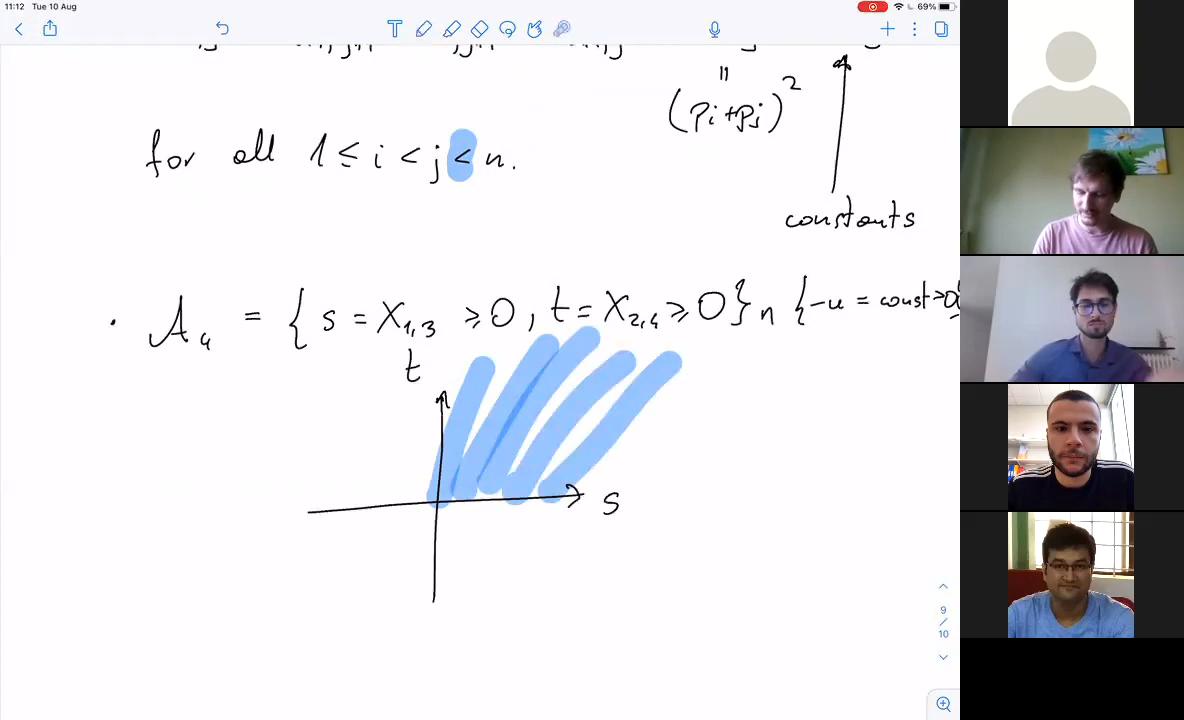 11:12 Tue 10 Aug
69%
T
"
(pi+pj)²
for all 1 ≤ i < j < n.
constants
· A₄ = { s = X₁,₃ ≥ 0, t = X₂,₄ ≥ 0 } ∩ { -u = const > 0
t
s
9
/
10